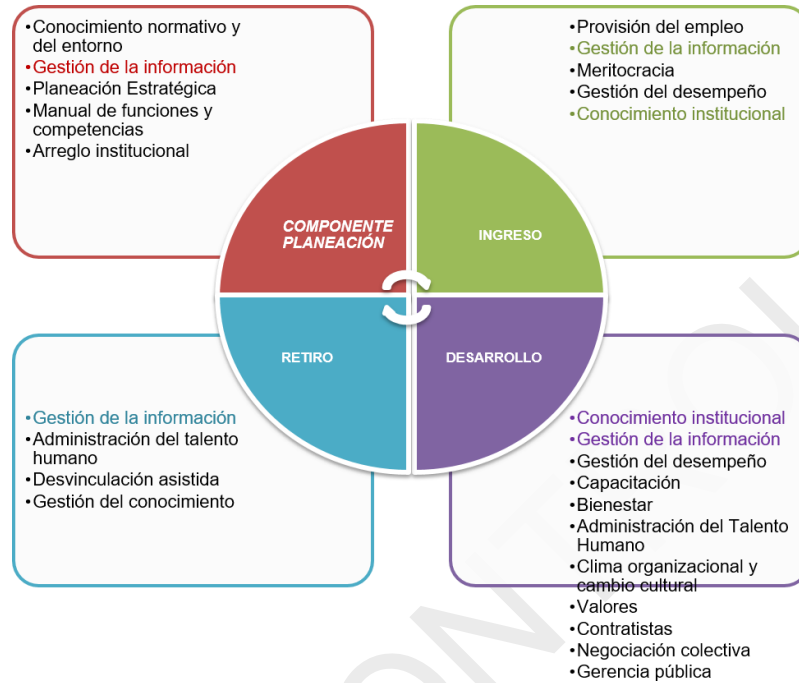 •Conocimiento normativo y
del entorno
•Gestión de la información
•Planeación Estratégica
•Manual de funciones y
competencias
•Arreglo institucional
•Provisión del empleo
•Gestión de la información
•Meritocracia
•Gestión del desempeño
•Conocimiento institucional
COMPONENTE
PLANEACIÓN
INGRESO
RETIRO
DESARROLLO
•Gestión de la información
•Administración del talento
humano
•Desvinculación asistida
•Gestión del conocimiento
•Conocimiento institucional
•Gestión de la información
•Gestión del desempeño
•Capacitación
•Bienestar
•Administración del Talento
Humano
•Clima organizacional y
cambio cultural
•Valores
•Contratistas
•Negociación colectiva
•Gerencia pública